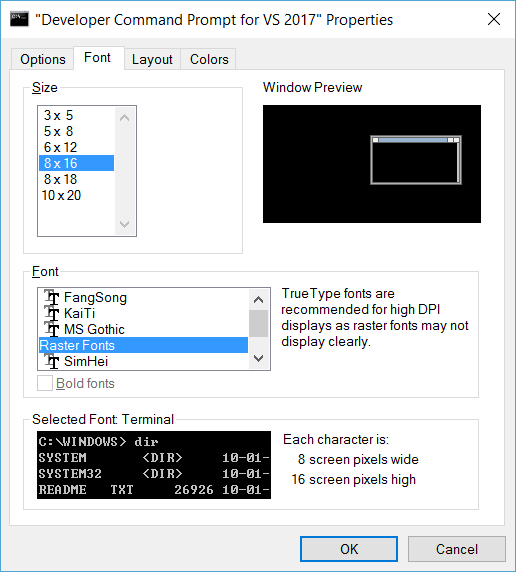 "Developer Command Prompt for VS 2017" Properties
Options Font Layout Colors
Size
3 x 5
5 x 8
6 x 12
8 x 16
8 x 18
10 x 20
Window Preview
Font
FangSong
KaiTi
MS Gothic
Raster Fonts
SimHei
Bold fonts
TrueType fonts are
recommended for high DPI
displays as raster fonts may not
display clearly.
Selected Font: Terminal
C:\WINDOWS> dir
SYSTEM <DIR> 10-01-
SYSTEM32 <DIR> 10-01-
README TXT 26926 10-01-
Each character is:
8 screen pixels wide
16 screen pixels high
OK Cancel